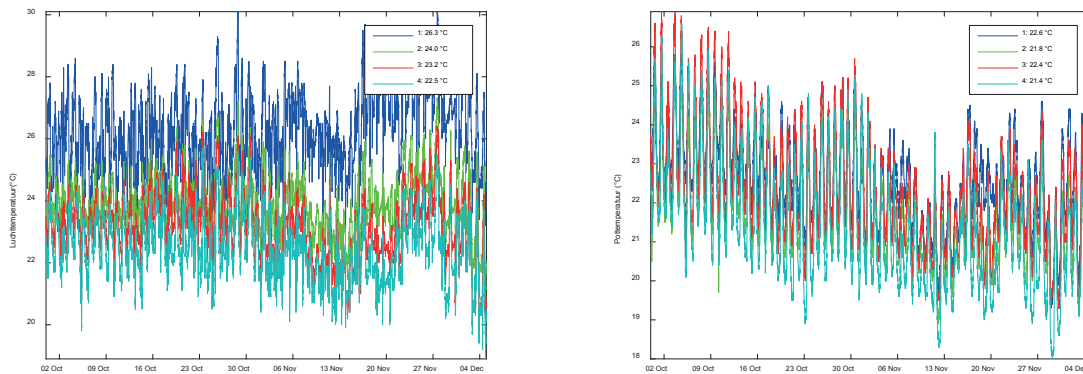 30
28
26
24
22
20
Luchttemperatuur(°C)
1: 26.3 °C
2: 24.0 °C
3: 23.2 °C
4: 22.5 °C
02 Oct 09 Oct 16 Oct 23 Oct 30 Oct 06 Nov 13 Nov 20 Nov 27 Nov 04 Dec
26
25
24
23
22
21
20
19
18
Pottemperatuur (°C)
1: 22.6 °C
2: 21.8 °C
3: 22.4 °C
4: 21.4 °C
02 Oct 09 Oct 16 Oct 23 Oct 30 Oct 06 Nov 13 Nov 20 Nov 27 Nov 04 De